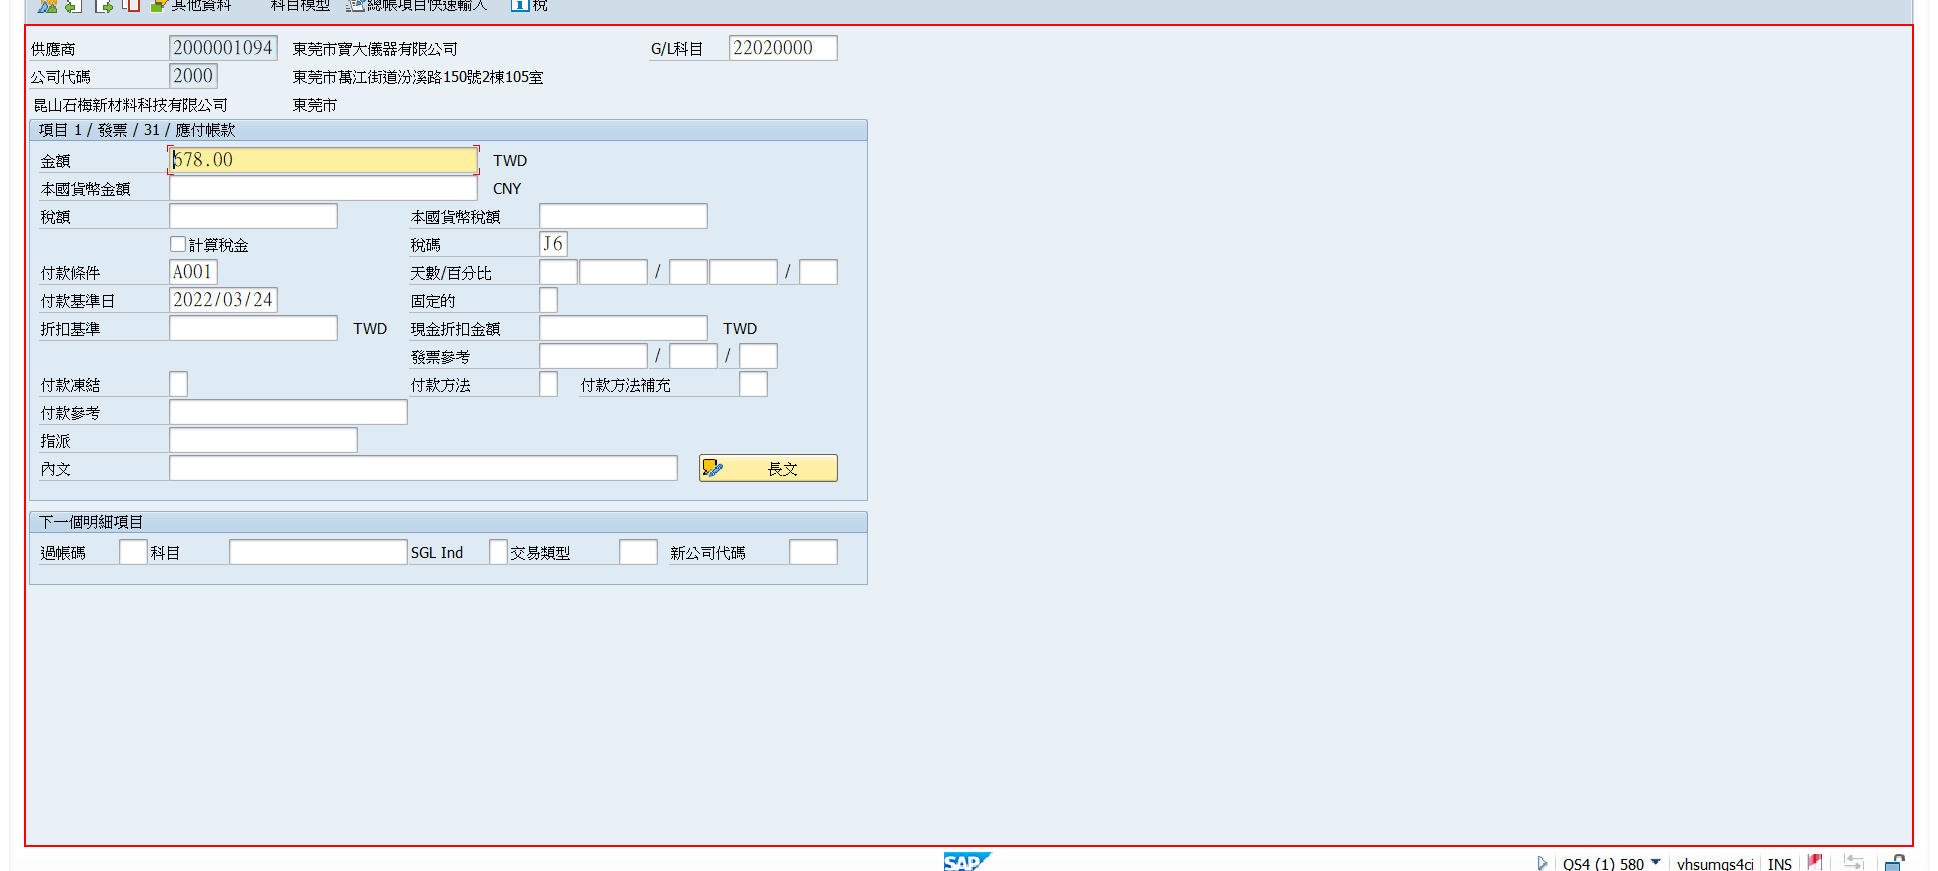 其他資料 科目模型 總帳項目快速輸入 稅
供應商 2000001094 東莞市寶大儀器有限公司 G/L科目 22020000
公司代碼 2000 東莞市萬江街道汾溪路150號2棟105室
昆山石梅新材料科技有限公司 東莞市
項目 1 / 發票 / 31 / 應付帳款
金額 678.00 TWD
本國貨幣金額 CNY
稅額 本國貨幣稅額
計算稅金 稅碼 J6
付款條件 A001 天數/百分比 / /
付款基準日 2022/03/24 固定的
折扣基準 TWD 現金折扣金額 TWD
發票參考 / /
付款凍結 付款方法 付款方法補充
付款參考
指派
內文 長文
下一個明細項目
過帳碼 科目 SGL Ind 交易類型 新公司代碼
SAP QS4 (1) 580 vhsumqs4ci INS